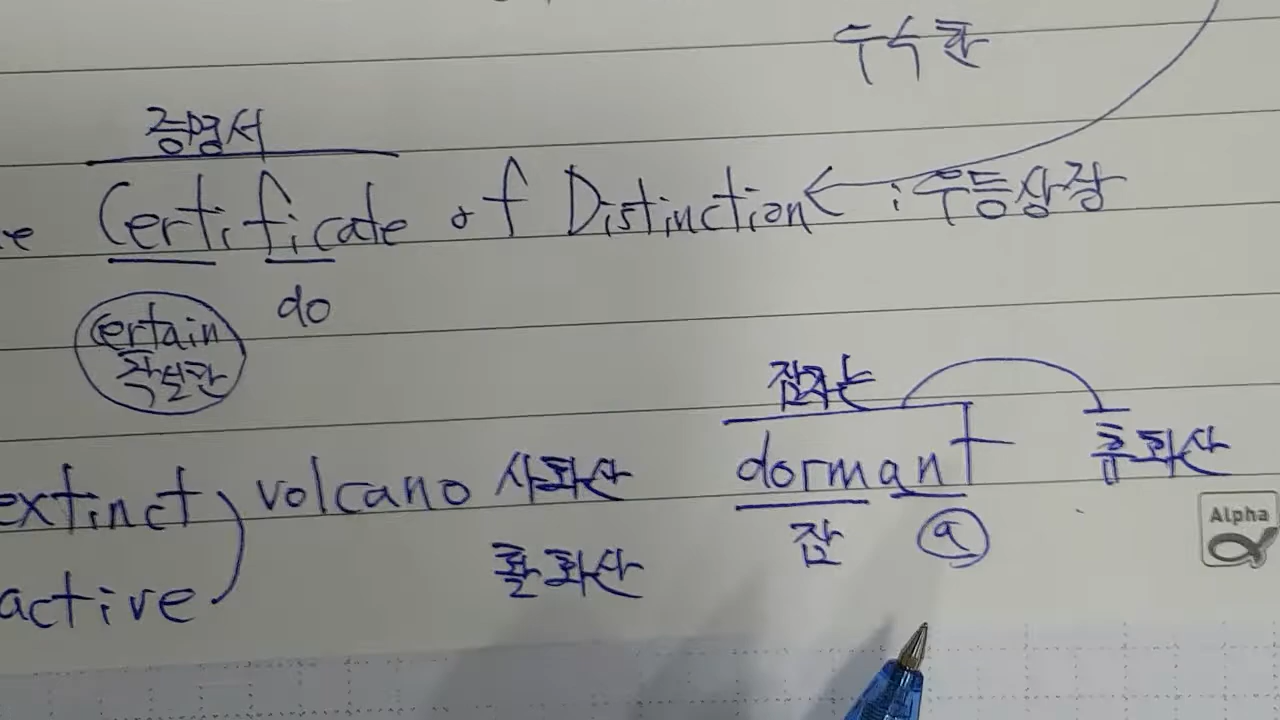 우수한
증명서
Certificate of Distinction : 우등상장
do
certain
확실한
잠자는
extinct volcano 사화산 dormant 휴화산
잠 a
active 활화산
Alpha